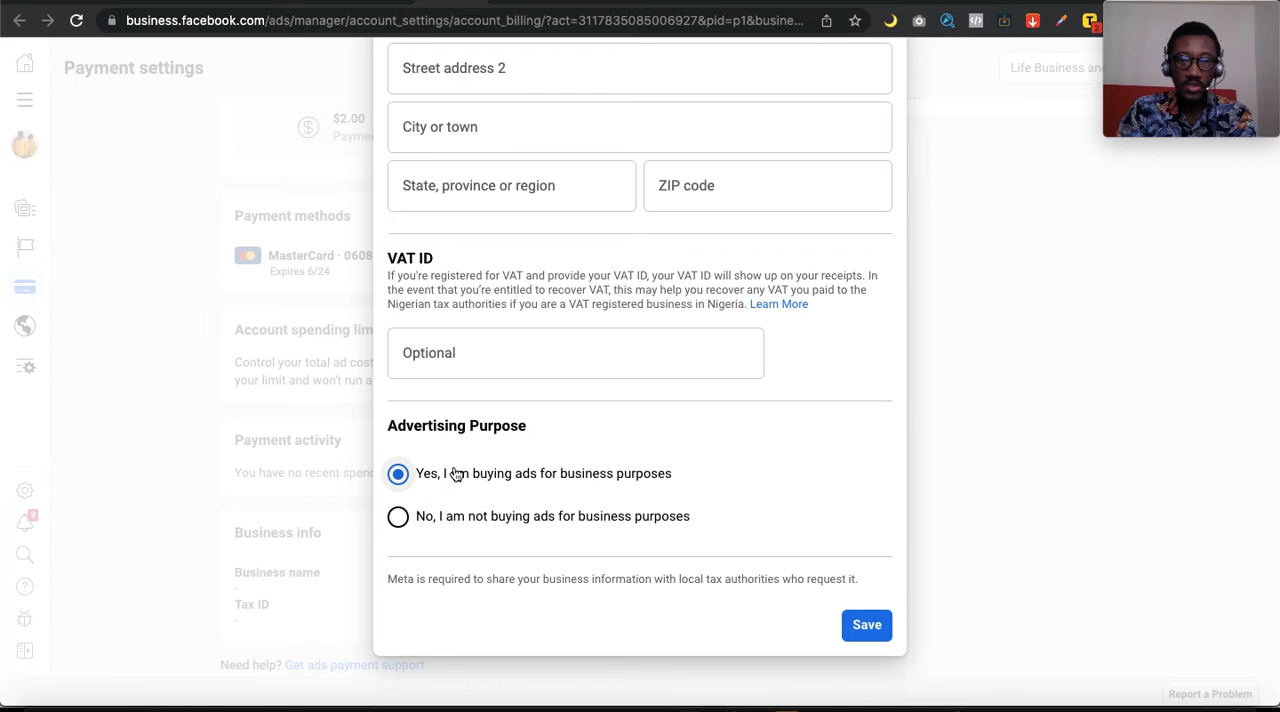 business.facebook.com/ads/manager/account_settings/account_billing/?act=3117835085006927&pid=p1&busine...
T
2
Payment settings
Life Business an
$2.00
Payme
Payment methods
MasterCard · 0608
Expires 6/24
Account spending lim
Control your total ad cost
your limit and won't run a
Payment activity
You have no recent spend
Business info
Business name
-
Tax ID
-
Need help? Get ads payment support
9
Street address 2
City or town
State, province or region
ZIP code
VAT ID
If you're registered for VAT and provide your VAT ID, your VAT ID will show up on your receipts. In
the event that you're entitled to recover VAT, this may help you recover any VAT you paid to the
Nigerian tax authorities if you are a VAT registered business in Nigeria. Learn More
Optional
Advertising Purpose
Yes, I am buying ads for business purposes
No, I am not buying ads for business purposes
Meta is required to share your business information with local tax authorities who request it.
Save
Report a Problem